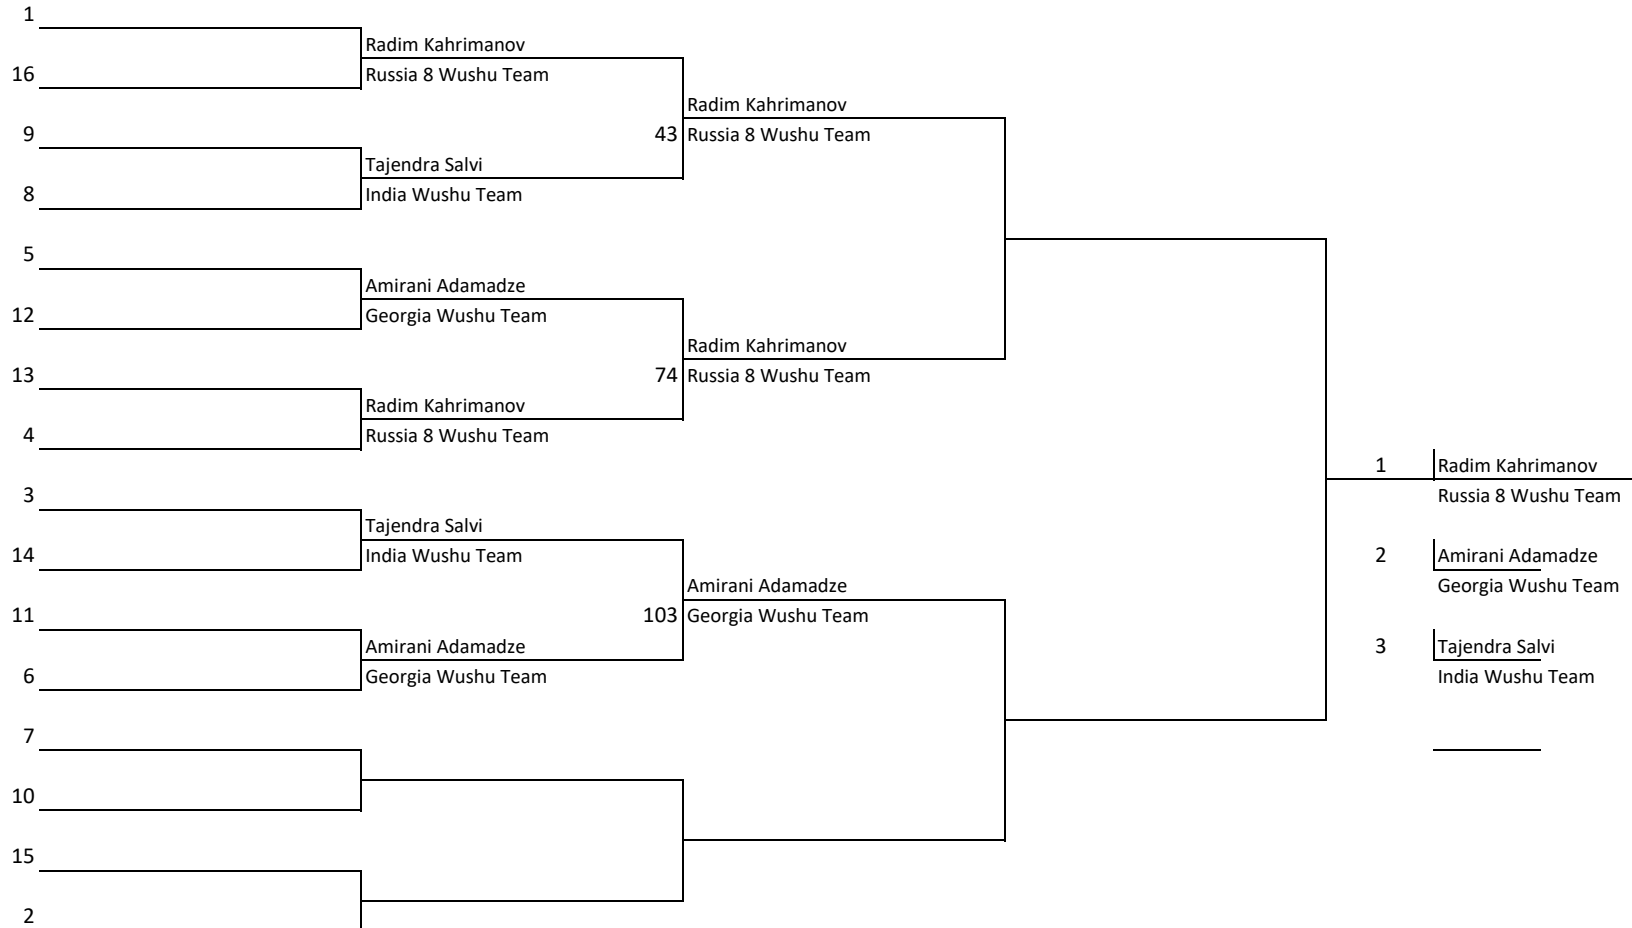 1
Radim Kahrimanov
16
Russia 8 Wushu Team
Radim Kahrimanov
9
43
Russia 8 Wushu Team
Tajendra Salvi
8
India Wushu Team
5
Amirani Adamadze
12
Georgia Wushu Team
Radim Kahrimanov
13
74
Russia 8 Wushu Team
Radim Kahrimanov
4
Russia 8 Wushu Team
1
Radim Kahrimanov
3
Russia 8 Wushu Team
Tajendra Salvi
14
India Wushu Team
2
Amirani Adamadze
Amirani Adamadze
Georgia Wushu Team
11
103
Georgia Wushu Team
Amirani Adamadze
3
Tajendra Salvi
6
Georgia Wushu Team
India Wushu Team
7
10
15
2